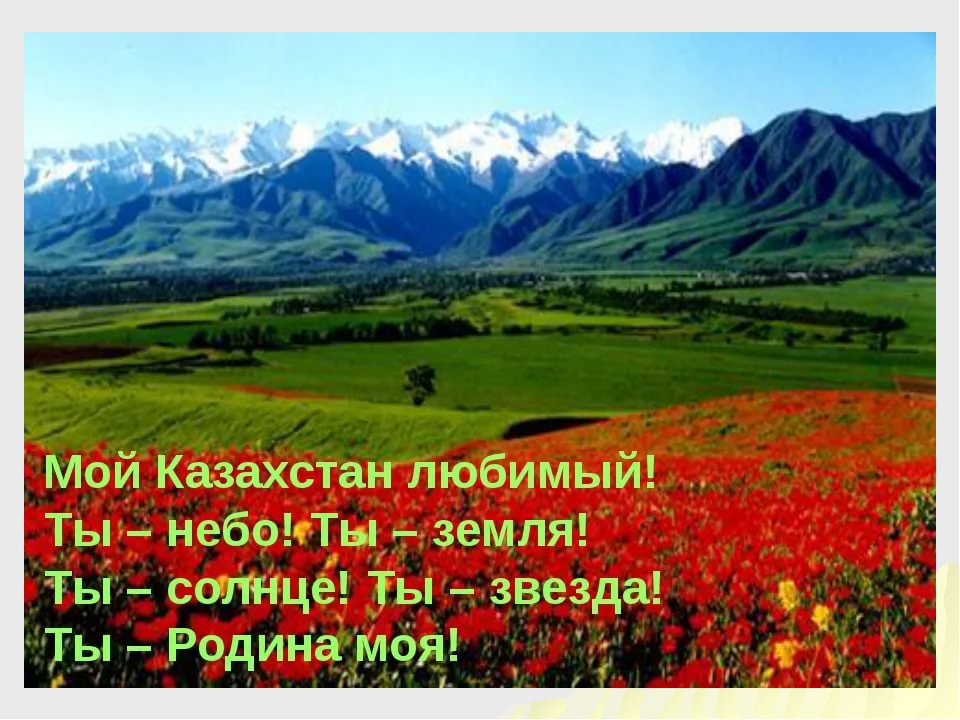 Мой Казахстан любимый!
Ты – небо! Ты – земля!
Ты – солнце! Ты – звезда!
Ты – Родина моя!